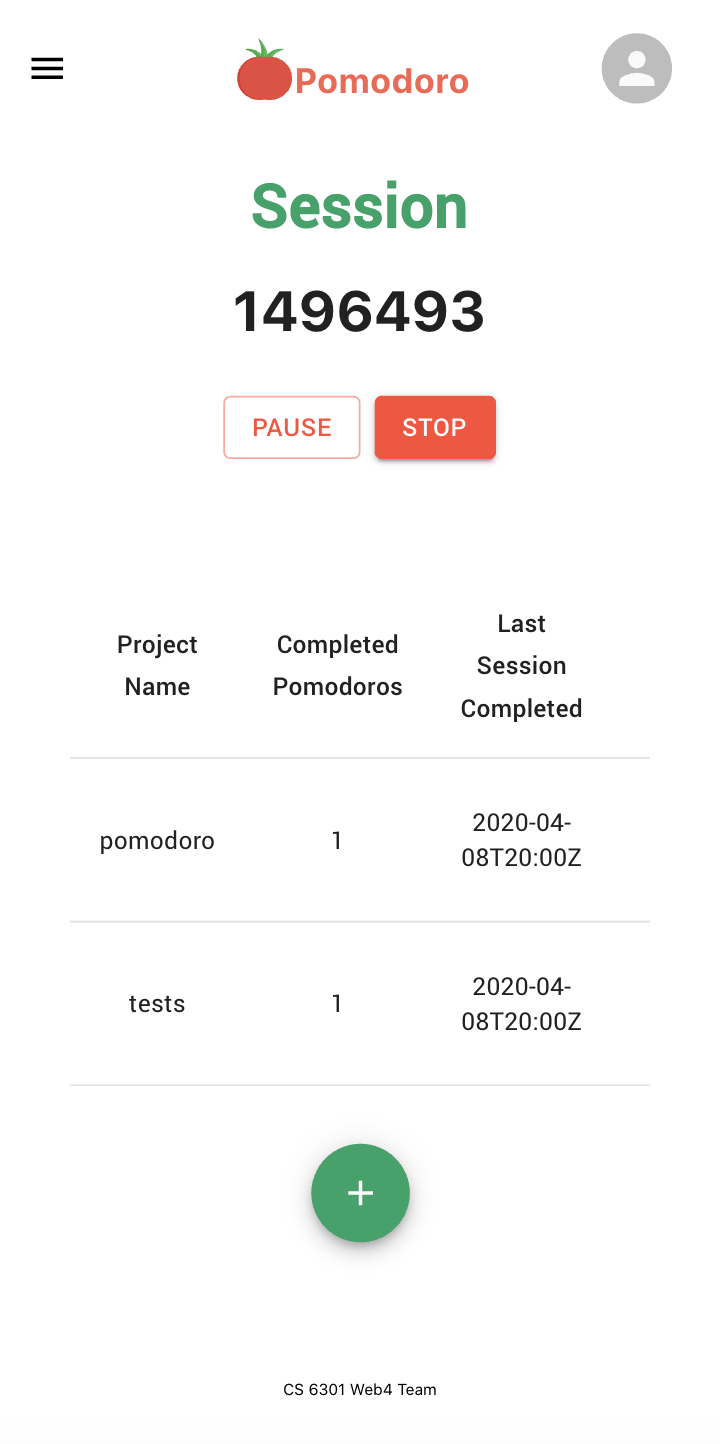 Pomodoro
Session
1496493
PAUSE STOP
Project
Name
Completed
Pomodoros
Last
Session
Completed
pomodoro
1
2020-04-
08T20:00Z
tests
1
2020-04-
08T20:00Z
+
CS 6301 Web4 Team